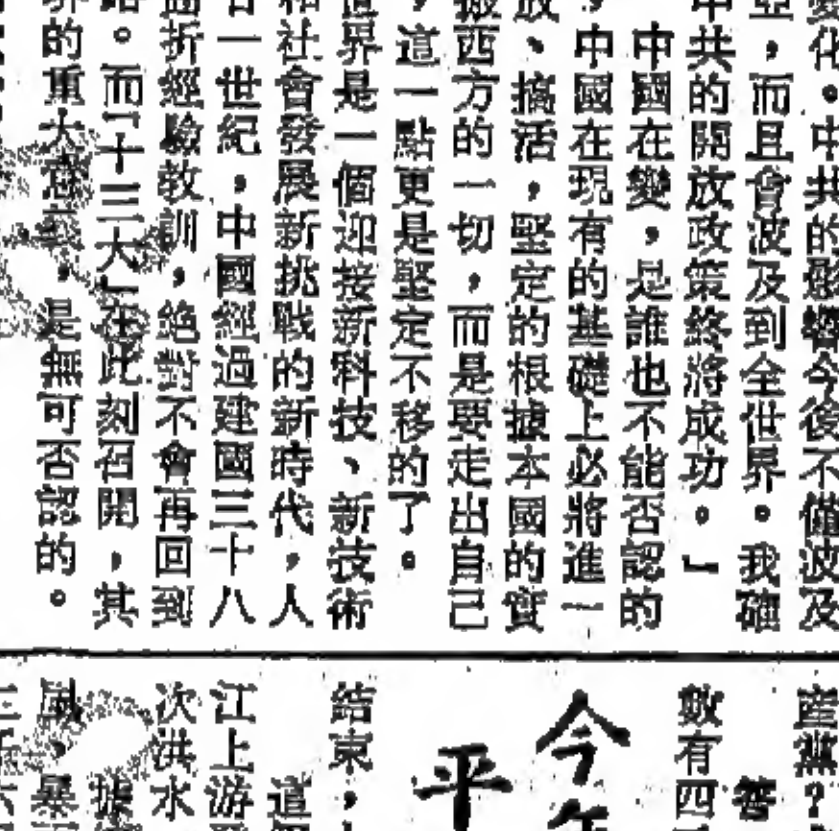 變化。中共的影響今後不僅波及
亞，而且會波及到全世界。我確
中共的開放政策終將成功。』
中國在變，是誰也不能否認的
，中國在現有的基礎上必將進一
放、搞活，堅定的根據本國的實
搬西方的一切，而是要走出自己
，這一點更是堅定不移的了。
世界是一個迎接新科技、新技術
和社會發展新挑戰的新時代，人
廿一世紀，中國經過建國三十八
曲折經驗教訓，絕對不會再回到
路。而「十三大」在此刻召開，其
界的重大意義，是無可否認的。
產黨？
答
數有四
今年
平
結束，
這
江上游
次洪水
據
風、暴